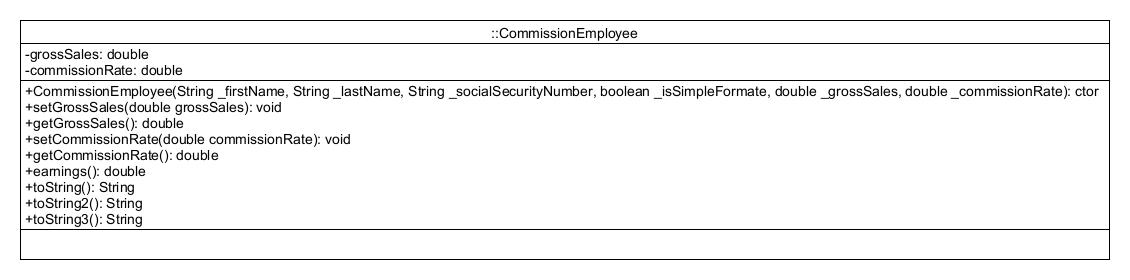 ::CommissionEmployee
-grossSales: double
-commissionRate: double
+CommissionEmployee(String _firstName, String _lastName, String _socialSecurityNumber, boolean _isSimpleFormate, double _grossSales, double _commissionRate): ctor
+setGrossSales(double grossSales): void
+getGrossSales(): double
+setCommissionRate(double commissionRate): void
+getCommissionRate(): double
+earnings(): double
+toString(): String
+toString2(): String
+toString3(): String